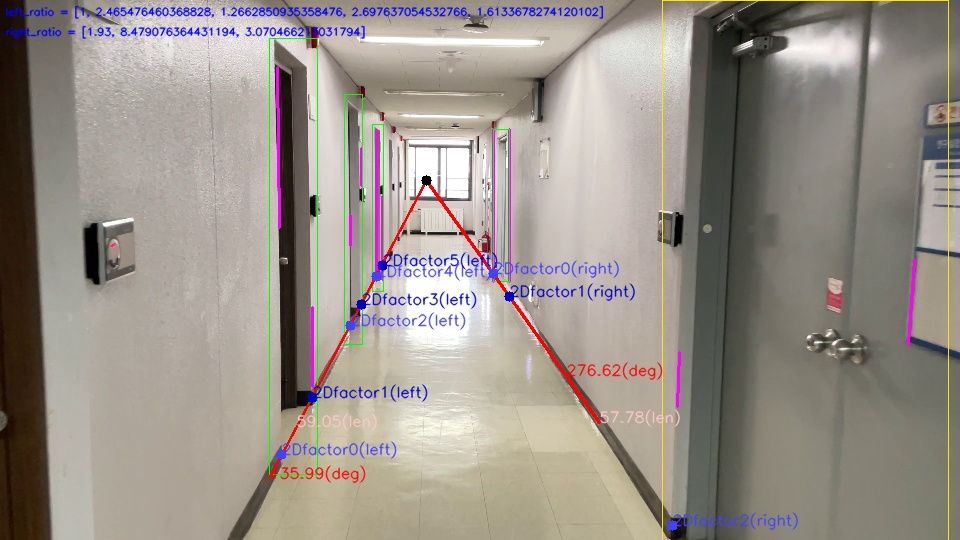 left_ratio = [1, 2.465476460368828, 1.2662850935358476, 2.697637054532766, 1.6133678274120102]
right_ratio = [1.93, 8.479076364431194, 3.070466213031794]
2Dfactor5(left)
2Dfactor4(left)
2Dfactor0(right)
2Dfactor3(left)
2Dfactor1(right)
2Dfactor2(left)
276.62(deg)
2Dfactor1(left)
59.05(len)
57.78(len)
2Dfactor0(left)
35.99(deg)
2Dfactor2(right)